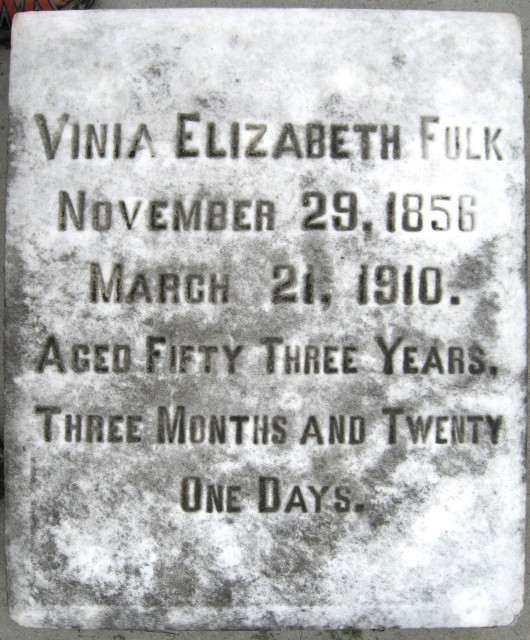 Vinia Elizabeth Fulk
November 29, 1856
March 21, 1910.
Aged Fifty Three Years,
Three Months and Twenty
One Days.